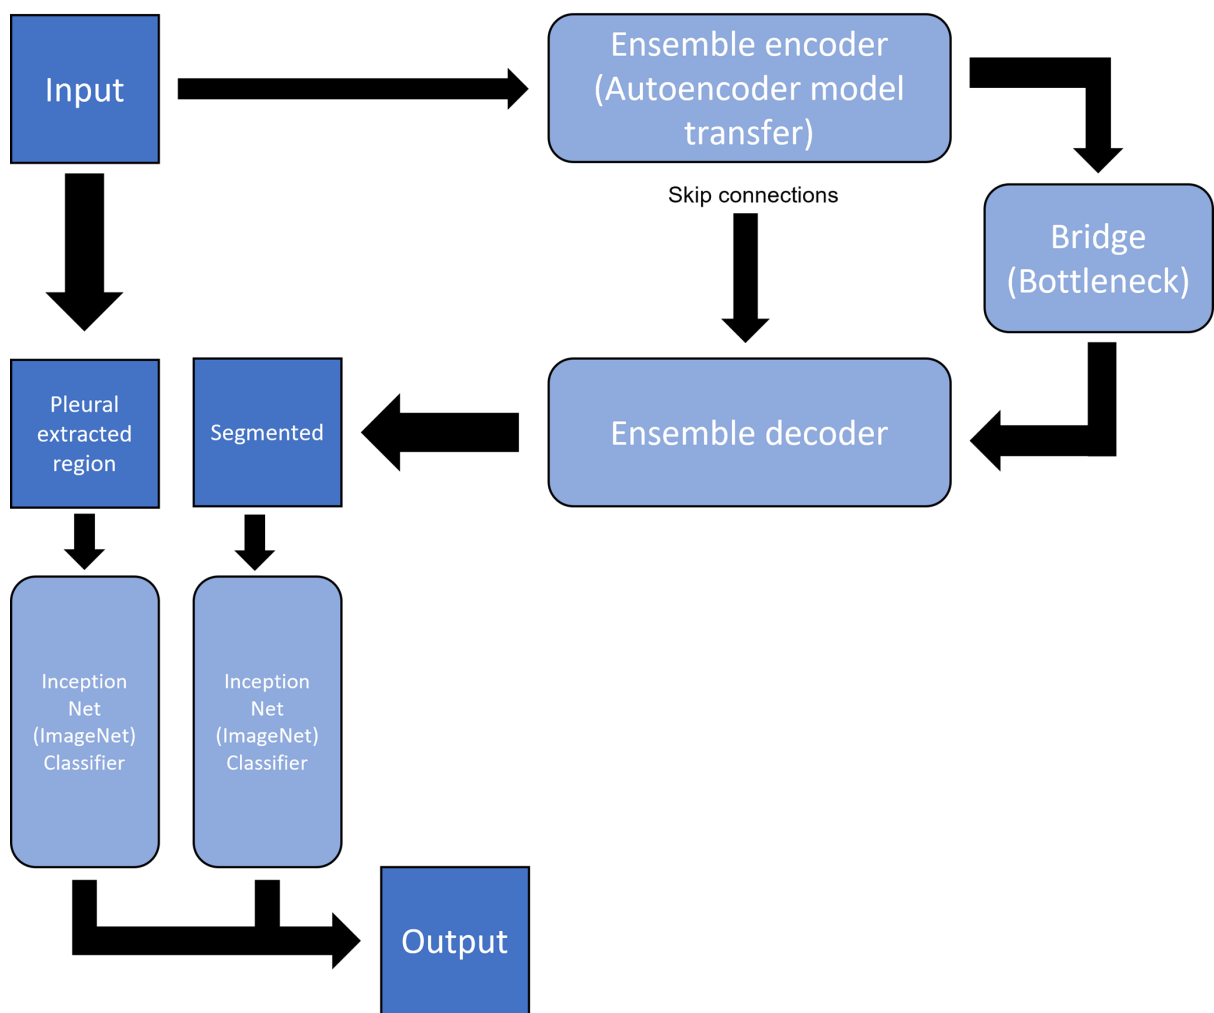 Input
Ensemble encoder
(Autoencoder model
transfer)
Skip connections
Bridge
(Bottleneck)
Pleural
extracted
region
Segmented
Ensemble decoder
Inception
Net
(ImageNet)
Classifier
Inception
Net
(ImageNet)
Classifier
Output